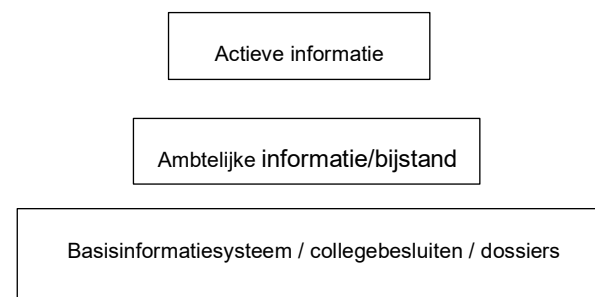 Actieve informatie
Ambtelijke informatie/bijstand
Basisinformatiesysteem / collegebesluiten / dossiers